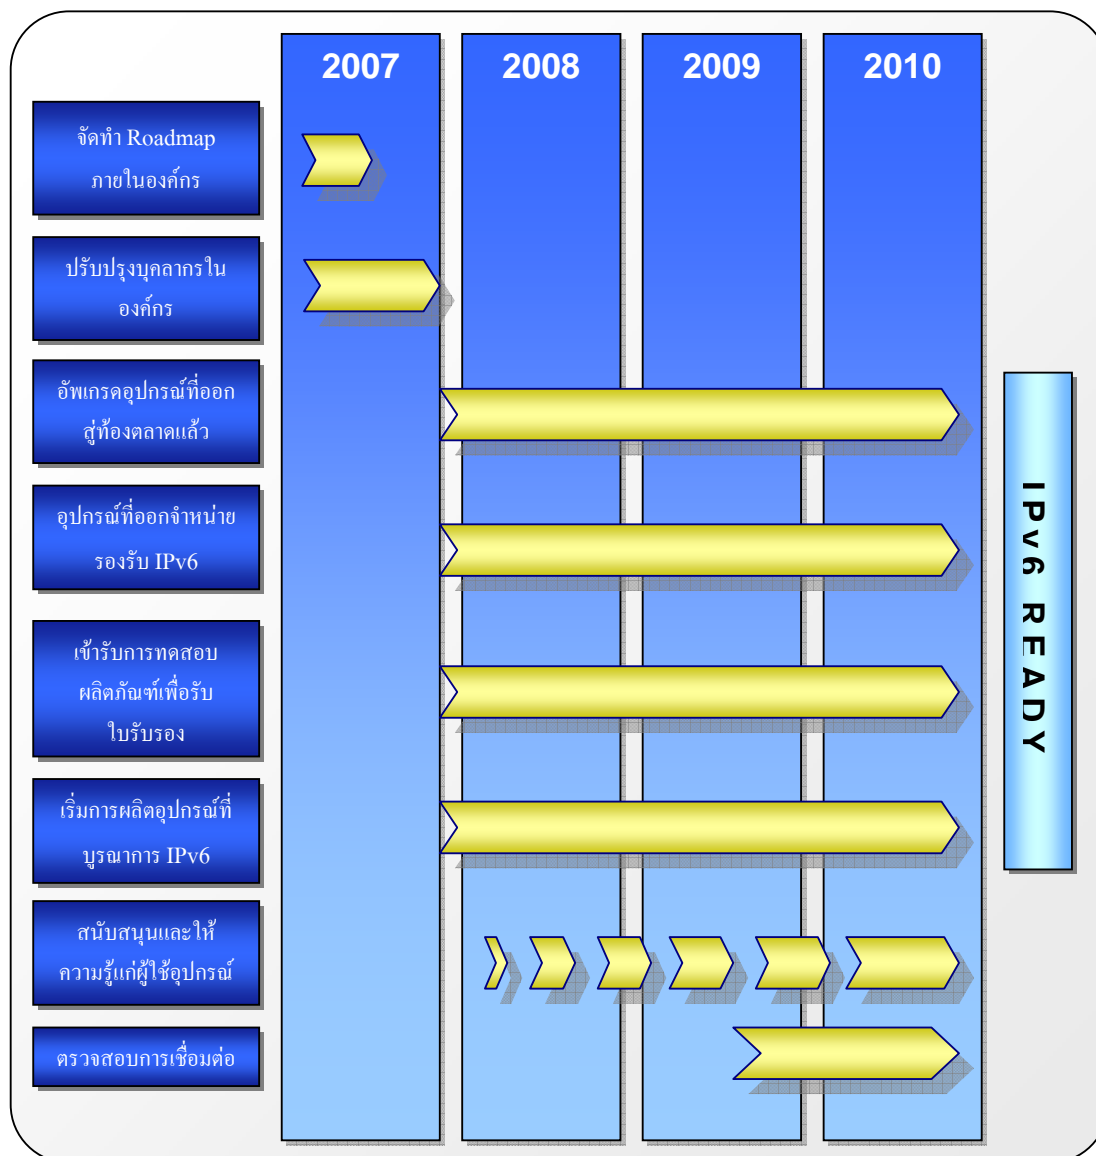 2007
2008
2009
2010
จัดทำ Roadmap
ภายในองค์กร
ปรับปรุงบุคลากรใน
องค์กร
อัพเกรดอุปกรณ์ที่ออก
สู่ท้องตลาดแล้ว
อุปกรณ์ที่ออกจำหน่าย
รองรับ IPv6
เข้ารับการทดสอบ
ผลิตภัณฑ์เพื่อรับ
ใบรับรอง
เริ่มการผลิตอุปกรณ์ที่
บูรณาการ IPv6
สนับสนุนและให้
ความรู้แก่ผู้ใช้อุปกรณ์
ตรวจสอบการเชื่อมต่อ
IPv6 READY